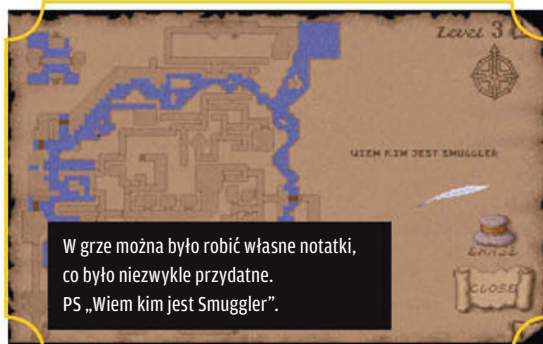 Level 3
WIEM KIM JEST SMUGGLER
ERASE
CLOSE
W grze można było robić własne notatki,
co było niezwykle przydatne.
PS „Wiem kim jest Smuggler”.